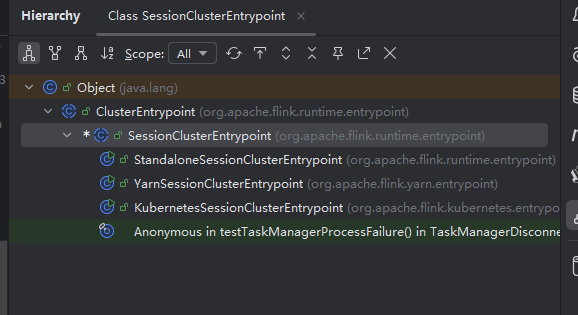 Hierarchy Class SessionClusterEntrypoint
Scope: All
Object (java.lang)
ClusterEntrypoint (org.apache.flink.runtime.entrypoint)
* SessionClusterEntrypoint (org.apache.flink.runtime.entrypoint)
StandaloneSessionClusterEntrypoint (org.apache.flink.runtime.entrypoint)
YarnSessionClusterEntrypoint (org.apache.flink.yarn.entrypoint)
KubernetesSessionClusterEntrypoint (org.apache.flink.kubernetes.entrypo
Anonymous in testTaskManagerProcessFailure() in TaskManagerDisconne